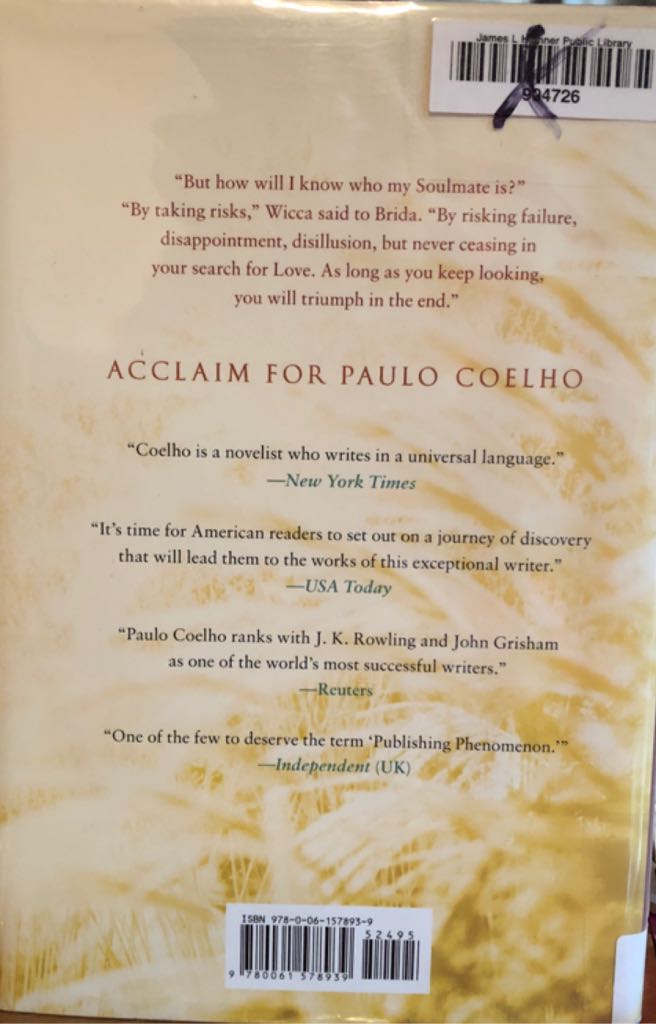 James L Public Library
"But how will I know who my Soulmate is?"
"By taking risks," Wicca said to Brida. "By risking failure,
disappointment, disillusion, but never ceasing in
your search for Love. As long as you keep looking,
you will triumph in the end."
ACCLAIM FOR PAULO COELHO
"Coelho is a novelist who writes in a universal language."
—New York Times
"It's time for American readers to set out on a journey of discovery
that will lead them to the works of this exceptional writer."
—USA Today
"Paulo Coelho ranks with J. K. Rowling and John Grisham
as one of the world's most successful writers."
—Reuters
"One of the few to deserve the term 'Publishing Phenomenon.'"
—Independent (UK)
ISBN 978-0-06-157893-9
52495
9 780061 578939